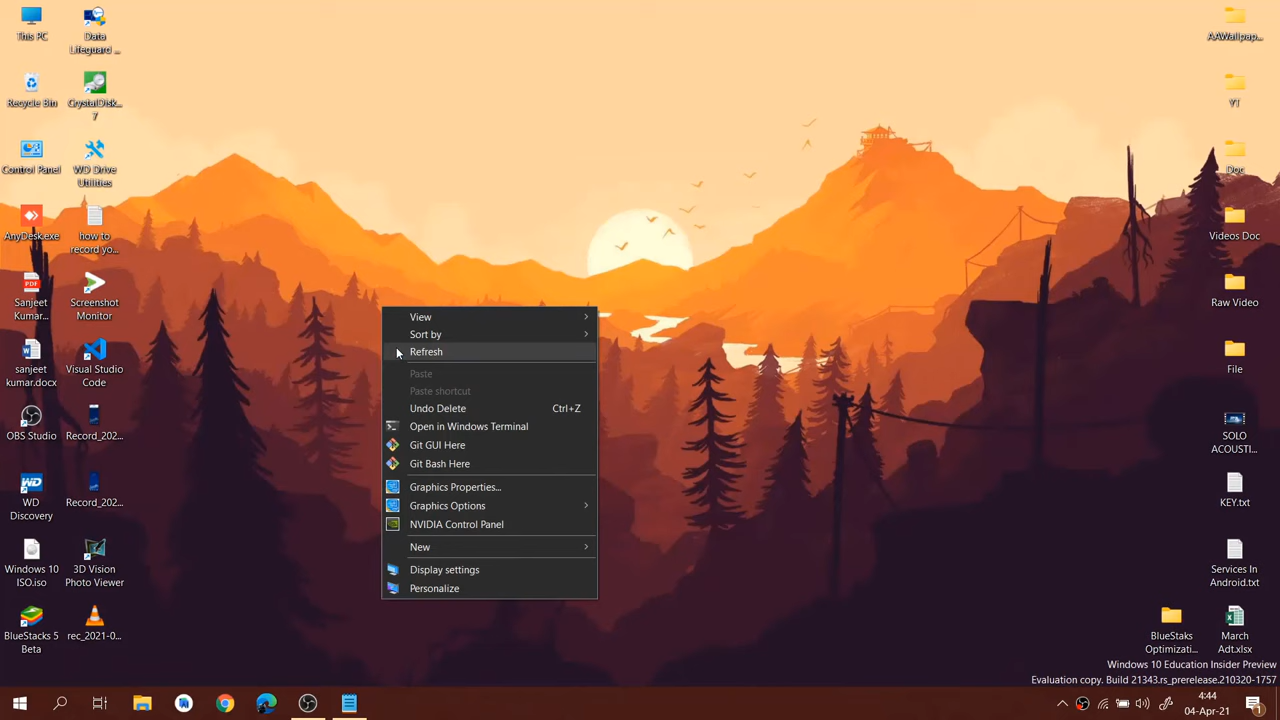 This PC
Data
Lifeguard ...
Recycle Bin
CrystalDisk...
7
Control Panel
WD Drive
Utilities
AnyDesk.exe
how to
record yo...
Sanjeet
Kumar...
Screenshot
Monitor
sanjeet
kumar.docx
Visual Studio
Code
OBS Studio
Record_202...
WD
Discovery
Record_202...
Windows 10
ISO.iso
3D Vision
Photo Viewer
BlueStacks 5
Beta
rec_2021-0...
View
Sort by
Refresh
Paste
Paste shortcut
Undo Delete Ctrl+Z
Open in Windows Terminal
Git GUI Here
Git Bash Here
Graphics Properties...
Graphics Options
NVIDIA Control Panel
New
Display settings
Personalize
AAWallpap...
YT
Doc
Videos Doc
Raw Video
File
SOLO
ACOUSTI...
KEY.txt
Services In
Android.txt
BlueStaks
Optimizati...
March
Adt.xlsx
Windows 10 Education Insider Preview
Evaluation copy. Build 21343.rs_prerelease.210320-1757
4:44
04-Apr-21
1